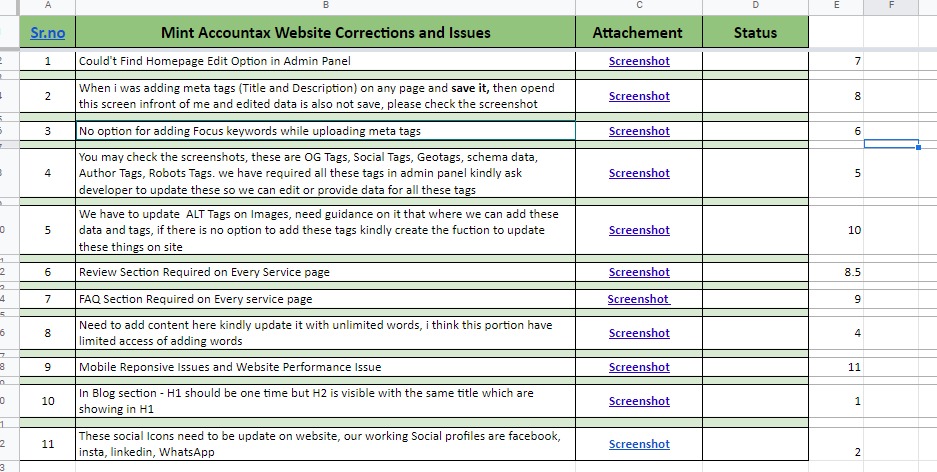 A B C D E F
Sr.no Mint Accountax Website Corrections and Issues Attachement Status
1 Could't Find Homepage Edit Option in Admin Panel Screenshot 7
When i was adding meta tags (Title and Description) on any page and save it, then opend
2 Screenshot 8
this screen infront of me and edited data is also not save, please check the screenshot
3 No option for adding Focus keywords while uploading meta tags Screenshot 6
You may check the screenshots, these are OG Tags, Social Tags, Geotags, schema data,
4 Author Tags, Robots Tags. we have required all these tags in admin panel kindly ask Screenshot 5
developer to update these so we can edit or provide data for all these tags
We have to update ALT Tags on Images, need guidance on it that where we can add these
5 data and tags, if there is no option to add these tags kindly create the fuction to update Screenshot 10
these things on site
6 Review Section Required on Every Service page Screenshot 8.5
7 FAQ Section Required on Every service page Screenshot 9
Need to add content here kindly update it with unlimited words, i think this portion have
8 Screenshot 4
limited access of adding words
9 Mobile Reponsive Issues and Website Performance Issue Screenshot 11
In Blog section - H1 should be one time but H2 is visible with the same title which are
10 Screenshot 1
showing in H1
These social Icons need to be update on website, our working Social profiles are facebook,
11 Screenshot
insta, linkedin, WhatsApp 2